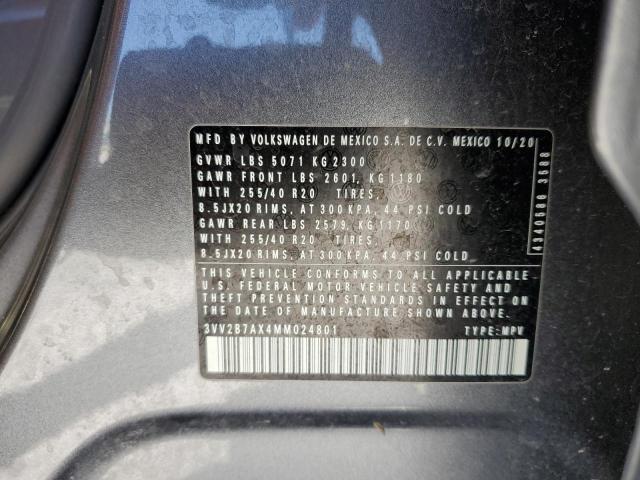 MFD BY VOLKSWAGEN DE MEXICO S.A. DE C.V. MEXICO 10/20
GVWR LBS 5071 KG 2300
GAWR FRONT LBS 2601, KG 1180
WITH 255/40 R20 TIRES,
8.5JX20 RIMS, AT 300 KPA, 44 PSI COLD
GAWR REAR LBS 2579, KG 1170
WITH 255/40 R20 TIRES,
8.5JX20 RIMS, AT 300 KPA, 44 PSI COLD
THIS VEHICLE CONFORMS TO ALL APPLICABLE
U.S. FEDERAL MOTOR VEHICLE SAFETY AND
THEFT PREVENTION STANDARDS IN EFFECT ON
THE DATE OF MANUFACTURE SHOWN ABOVE.
3VV2B7AX4MM024801 TYPE: MPV
4340586 3588